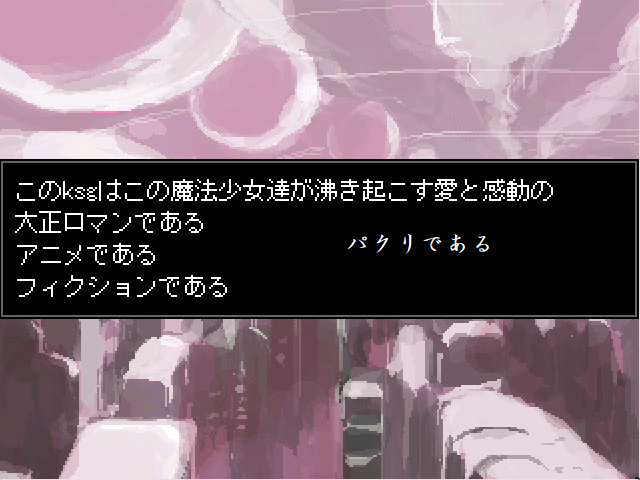 このksgはこの魔法少女達が沸き起こす愛と感動の
大正ロマンである
アニメである
パクリである
フィクションである